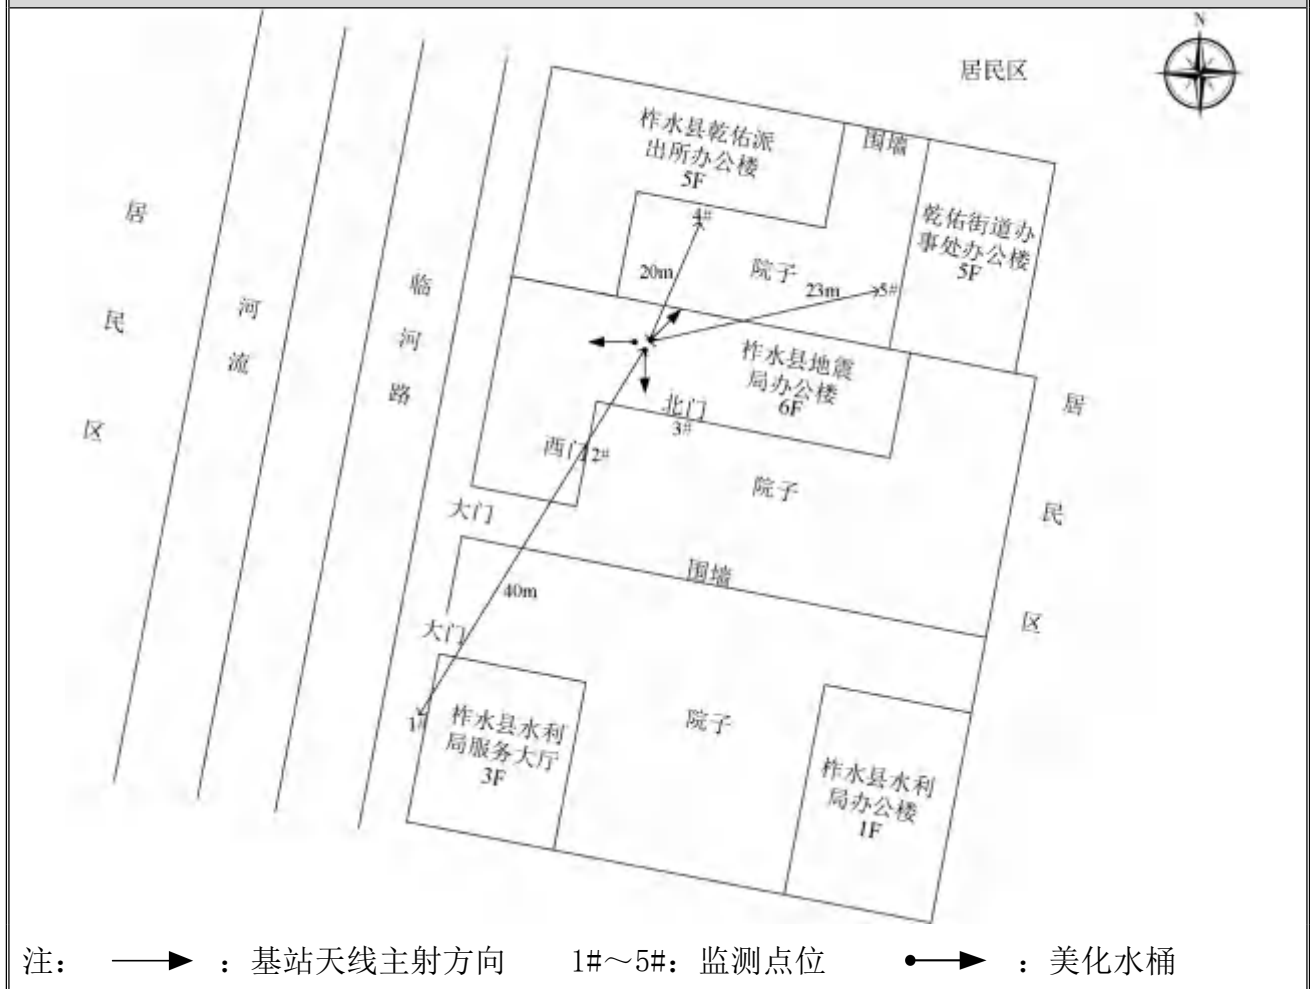 N
居民区
柞水县乾佑派
出所办公楼
5F
围墙
乾佑街道办
事处办公楼
5F
4#
20m
院子
23m
5#
居
民
区
河
流
临
河
路
柞水县地震
局办公楼
6F
北门
3#
西门
2#
院子
大门
居
民
区
围墙
40m
大门
1#
柞水县水利
局服务大厅
3F
院子
柞水县水利
局办公楼
1F
注： ：基站天线主射方向 1#～5#：监测点位 ：美化水桶